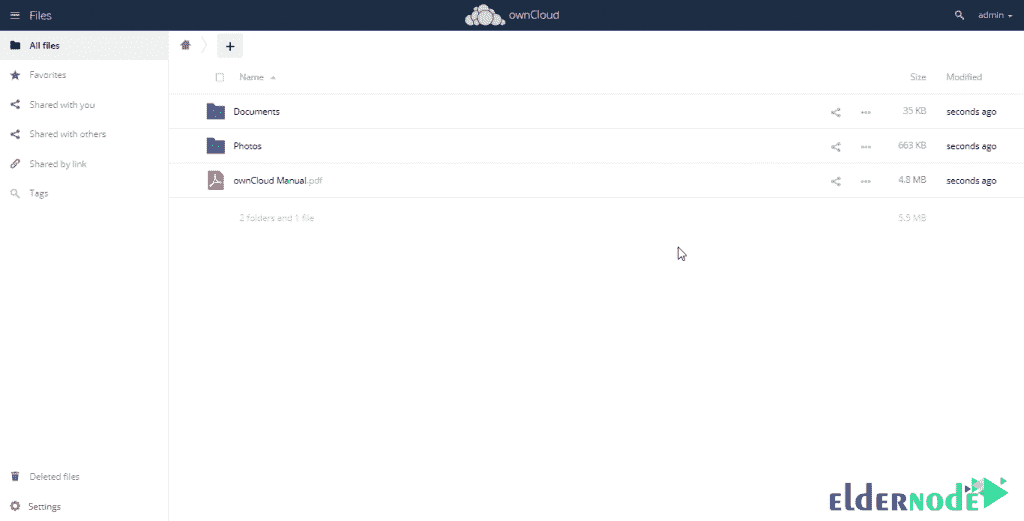 Files
ownCloud
admin
All files
Favorites
Shared with you
Shared with others
Shared by link
Tags
Deleted files
Settings
+
Name Size Modified
Documents 35 KB seconds ago
Photos 663 KB seconds ago
ownCloud Manual.pdf 4.8 MB seconds ago
2 folders and 1 file 5.5 MB
eldernode